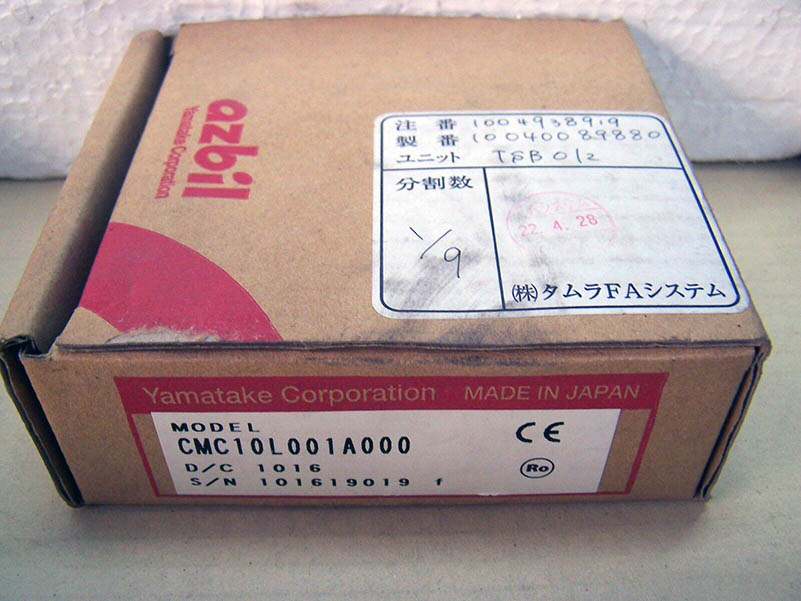 azbil
Yamatake Corporation
注番 1004938919
製番 10040089880
ユニット TSB012
分割数
1/9
22.4.28
(株)タムラFAシステム
Yamatake Corporation MADE IN JAPAN
MODEL
CMC10L001A000
D/C 1016
S/N 101619019 f
CE
Ro